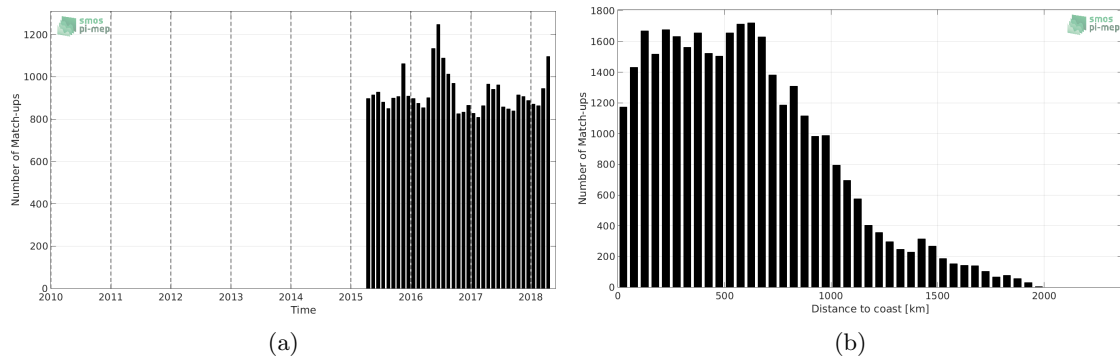 smos
pi-mep
Number of Match-ups
1200
1000
800
600
400
200
0
2010 2011 2012 2013 2014 2015 2016 2017 2018
Time
(a)
smos
pi-mep
Number of Match-ups
1800
1600
1400
1200
1000
800
600
400
200
0
0 500 1000 1500 2000
Distance to coast [km]
(b)